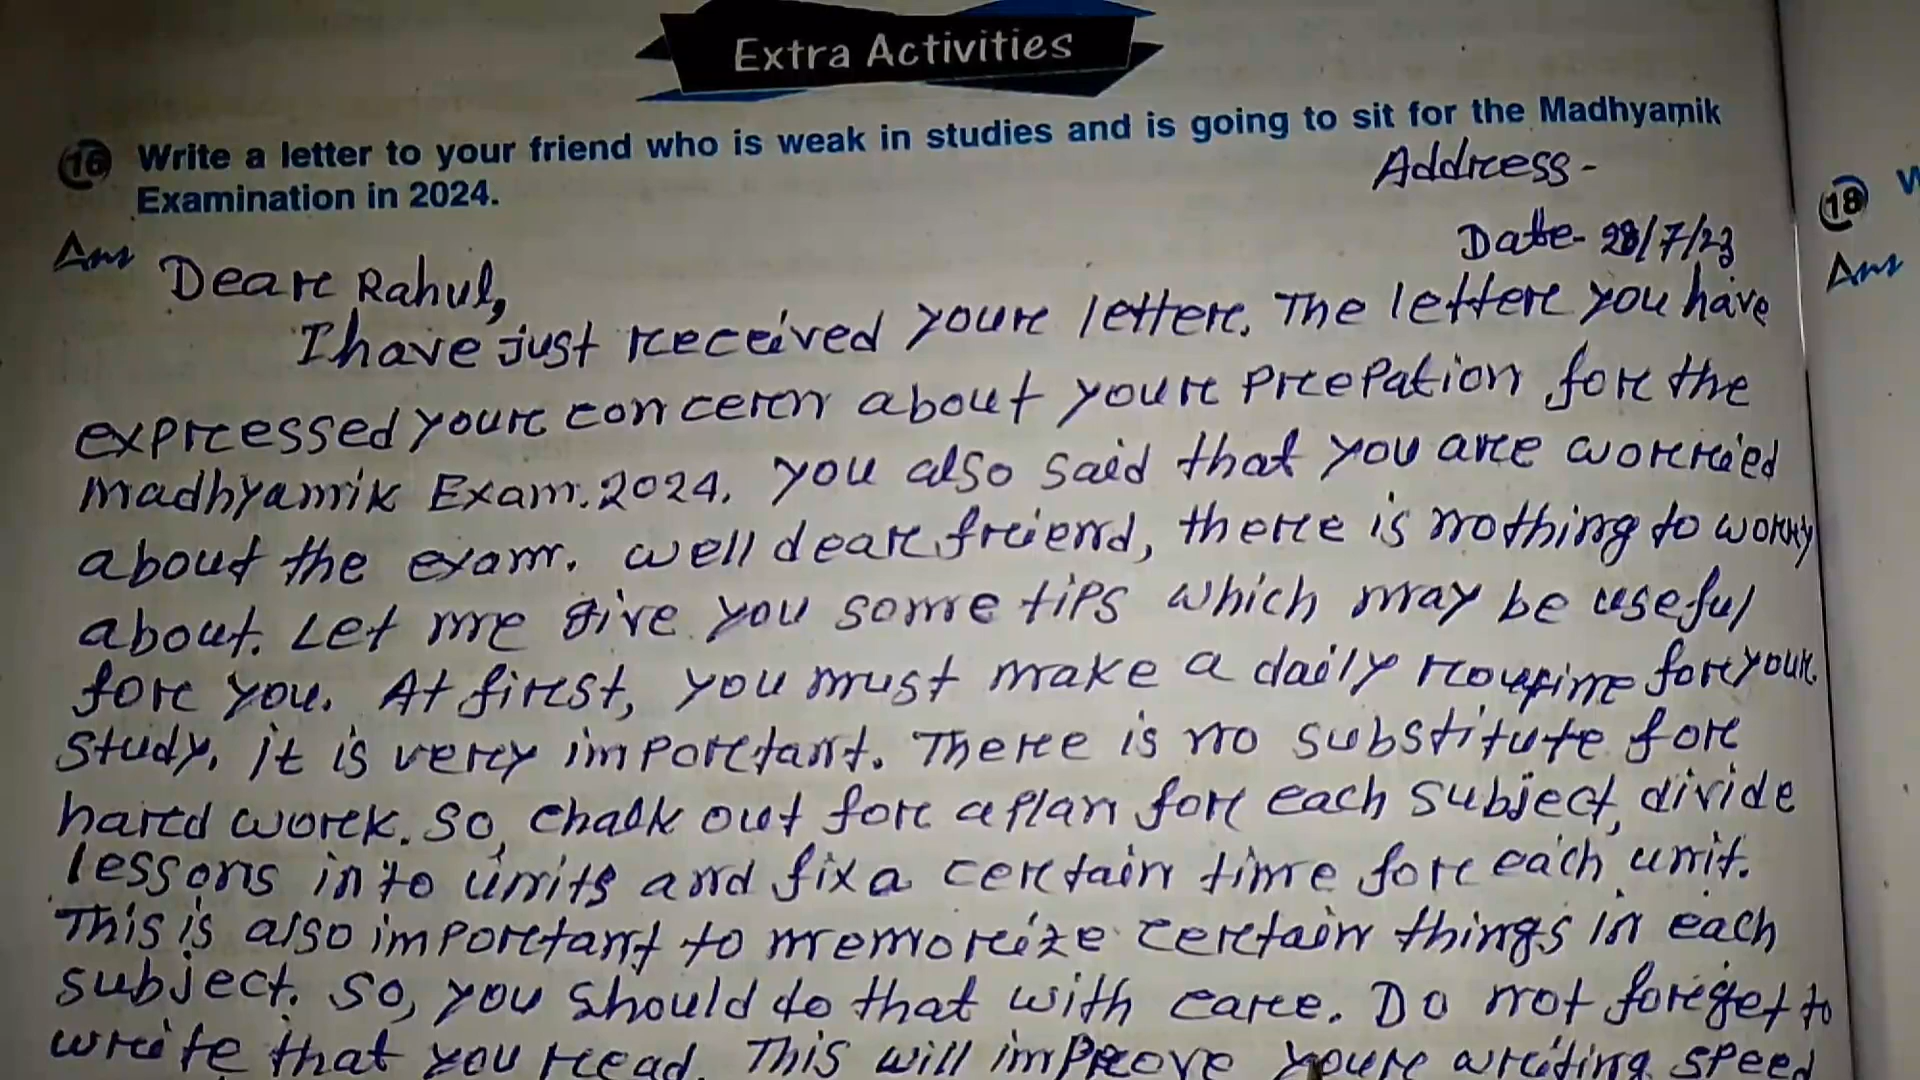 Extra Activities
16 Write a letter to your friend who is weak in studies and is going to sit for the Madhyamik
Examination in 2024.
Address -
Date- 28/7/23
Ans Dear Rahul,
I have just received your letter. The letter you have
expressed your concern about your Prepation for the
Madhyamik Exam. 2024. you also said that you are worried
about the exam. well dear friend, there is nothing to worry
about. Let me give you some tips which may be useful
for you. At first, you must make a daily routine for your
study. it is very important. There is no substitute for
hard work. So, chalk out for a plan for each subject, divide
lessons into units and fix a certain time for each unit.
This is also important to memorize certain things in each
subject. So, you should do that with care. Do not forget to
write that you read. This will improve your writing speed
18 W
Ans